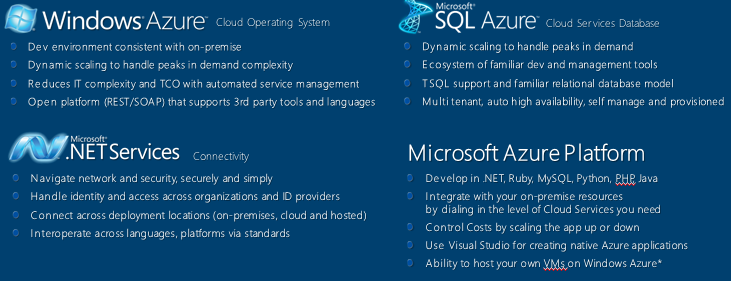 Windows Azure™ Cloud Operating System
Dev environment consistent with on-premise
Dynamic scaling to handle peaks in demand complexity
Reduces IT complexity and TCO with automated service management
Open platform (REST/SOAP) that supports 3rd party tools and languages
Microsoft®
SQL Azure™ Cloud Services Database
Dynamic scaling to handle peaks in demand
Ecosystem of familiar dev and management tools
TSQL support and familiar relational database model
Multi tenant, auto high availability, self manage and provisioned
Microsoft®
.NET Services Connectivity
Navigate network and security, securely and simply
Handle identity and access across organizations and ID providers
Connect across deployment locations (on-premises, cloud and hosted)
Interoperate across languages, platforms via standards
Microsoft Azure Platform
Develop in .NET, Ruby, MySQL, Python, PHP, Java
Integrate with your on-premise resources
by dialing in the level of Cloud Services you need
Control Costs by scaling the app up or down
Use Visual Studio for creating native Azure applications
Ability to host your own VMs on Windows Azure*